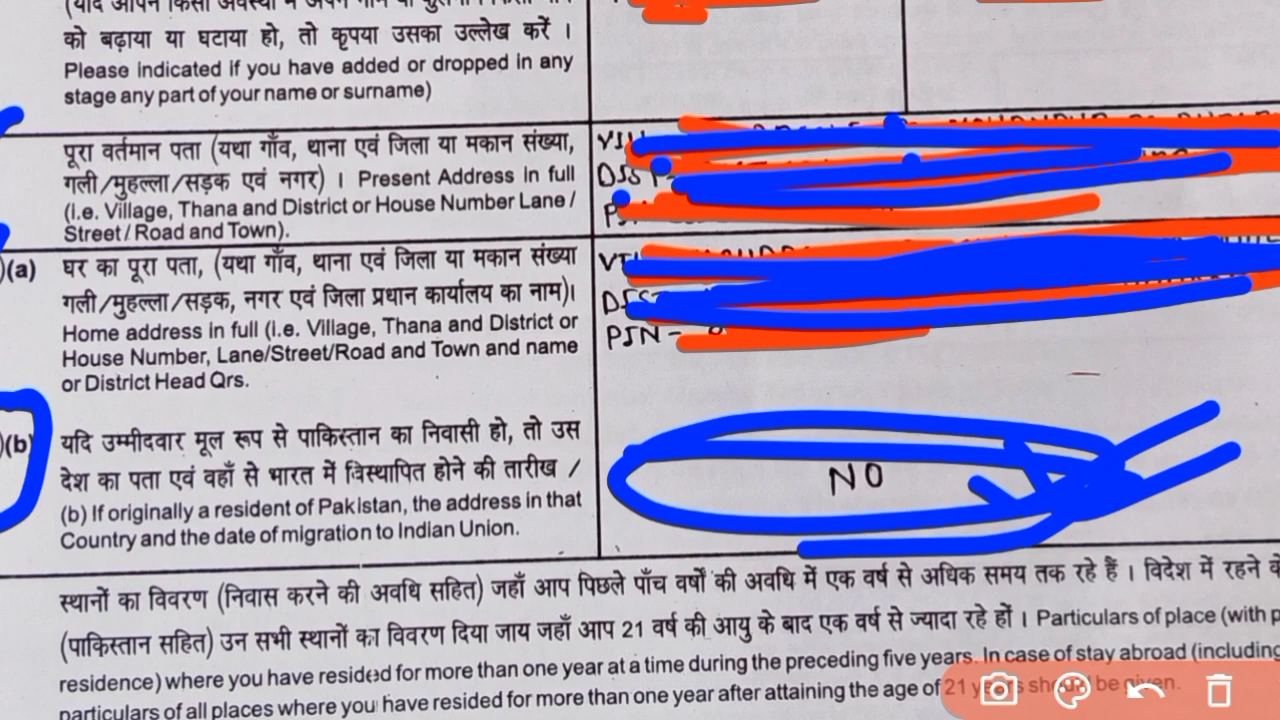 (यदि आपने किसी अवस्था में अपने नाम या
को बढ़ाया या घटाया हो, तो कृपया उसका उल्लेख करें ।
Please indicated if you have added or dropped in any
stage any part of your name or surname)
पूरा वर्तमान पता (यथा गाँव, थाना एवं जिला या मकान संख्या,
गली/मुहल्ला/सड़क एवं नगर) । Present Address in full
(I.e. Village, Thana and District or House Number Lane /
Street / Road and Town).
(a) घर का पूरा पता, (यथा गाँव, थाना एवं जिला या मकान संख्या
गली/मुहल्ला/सड़क, नगर एवं जिला प्रधान कार्यालय का नाम)।
Home address in full (i.e. Village, Thana and District or
House Number, Lane/Street/Road and Town and name
or District Head Qrs.
PIN -
)(b) यदि उम्मीदवार मूल रूप से पाकिस्तान का निवासी हो, तो उस
देश का पता एवं वहाँ से भारत में विस्थापित होने की तारीख /
(b) If originally a resident of Pakistan, the address in that
Country and the date of migration to Indian Union.
NO
स्थानों का विवरण (निवास करने की अवधि सहित) जहाँ आप पिछले पाँच वर्षों की अवधि में एक वर्ष से अधिक समय तक रहे हैं । विदेश में रहने के
(पाकिस्तान सहित) उन सभी स्थानों का विवरण दिया जाय जहाँ आप 21 वर्ष की आयु के बाद एक वर्ष से ज्यादा रहे हों । Particulars of place (with p
residence) where you have resided for more than one year at a time during the preceding five years. In case of stay abroad (including
particulars of all places where you have resided for more than one year after attaining the age of 21 years should be given.